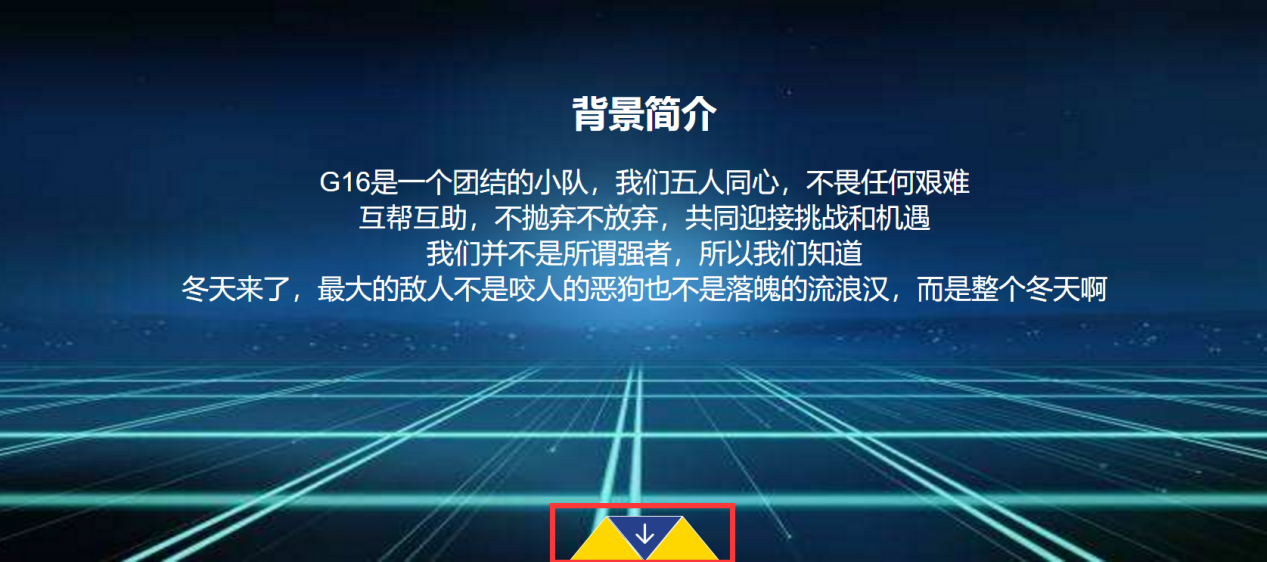 背景简介
G16是一个团结的小队，我们五人同心，不畏任何艰难
互帮互助，不抛弃不放弃，共同迎接挑战和机遇
我们并不是所谓强者，所以我们知道
冬天来了，最大的敌人不是咬人的恶狗也不是落魄的流浪汉，而是整个冬天啊